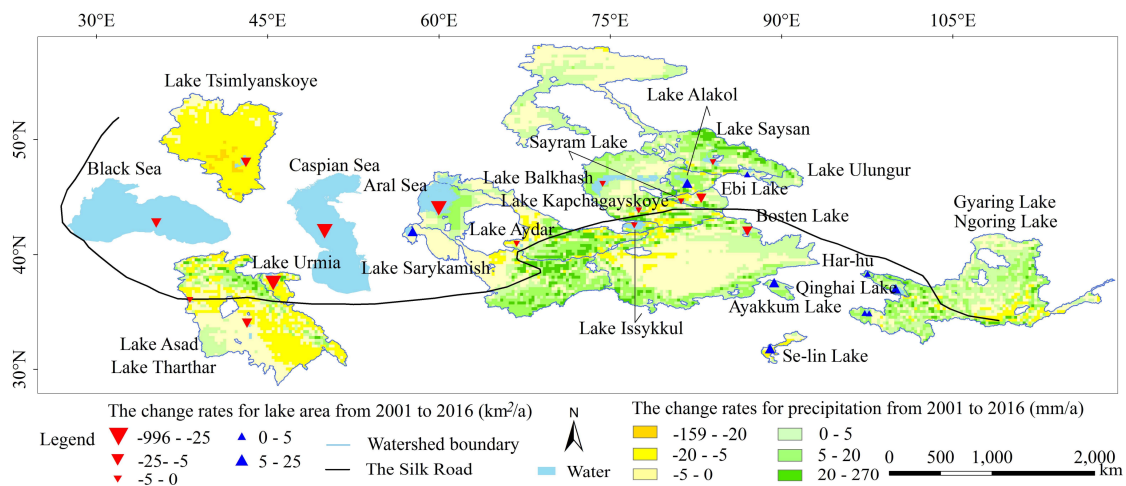 30°E 45°E 60°E 75°E 90°E 105°E
50°N
40°N
30°N
Lake Tsimlyanskoye
Black Sea
Caspian Sea
Aral Sea
Lake Urmia
Lake Asad
Lake Tharthar
Lake Sarykamish
Lake Aydar
Lake Balkhash
Lake Kapchagayskoye
Sayram Lake
Lake Alakol
Lake Saysan
Lake Ulungur
Ebi Lake
Bosten Lake
Lake Issykkul
Har-hu
Qinghai Lake
Ayakkum Lake
Se-lin Lake
Gyaring Lake
Ngoring Lake
Legend
The change rates for lake area from 2001 to 2016 (km²/a)
-996 - -25
-25- -5
-5 - 0
0 - 5
5 - 25
Watershed boundary
The Silk Road
N
Water
The change rates for precipitation from 2001 to 2016 (mm/a)
-159 - -20
-20 - -5
-5 - 0
0 - 5
5 - 20
20 - 270
0 500 1,000 2,000
km